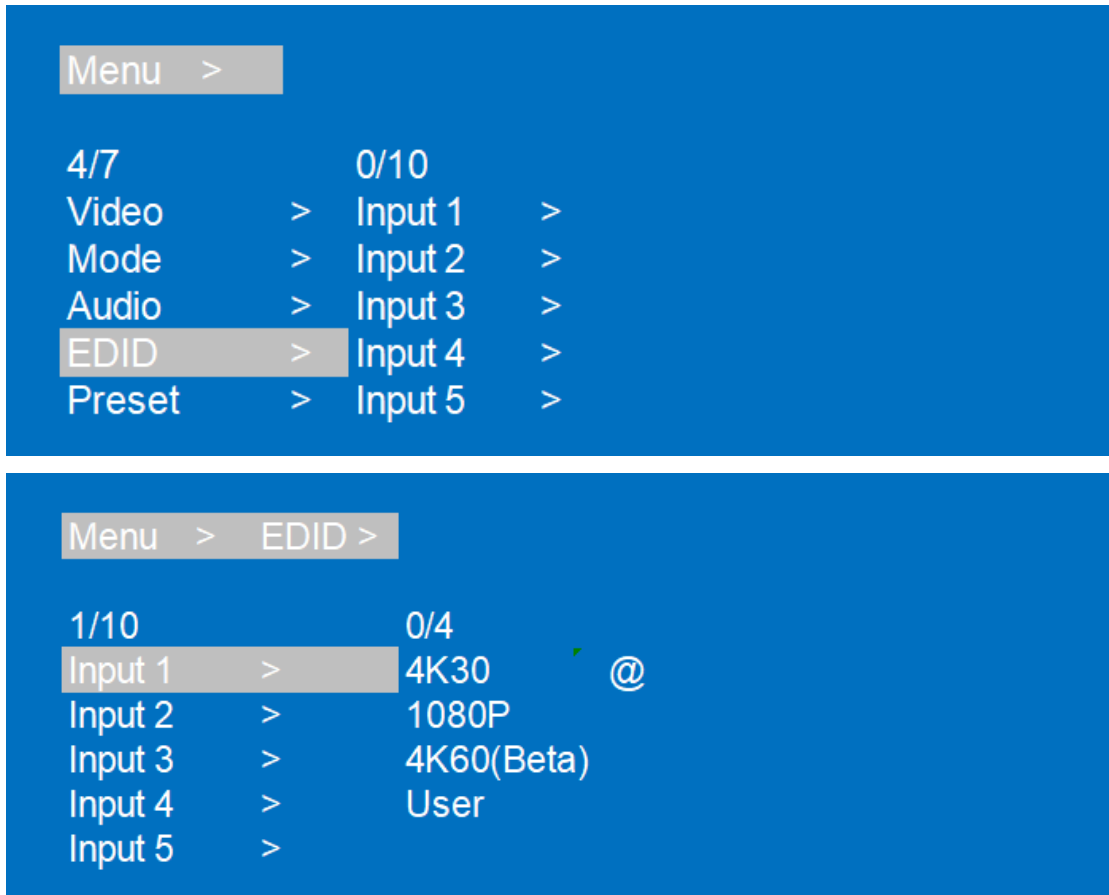 Menu >
4/7 0/10
Video > Input 1 >
Mode > Input 2 >
Audio > Input 3 >
EDID > Input 4 >
Preset > Input 5 >
Menu > EDID >
1/10 0/4
Input 1 > 4K30 @
Input 2 > 1080P
Input 3 > 4K60(Beta)
Input 4 > User
Input 5 >